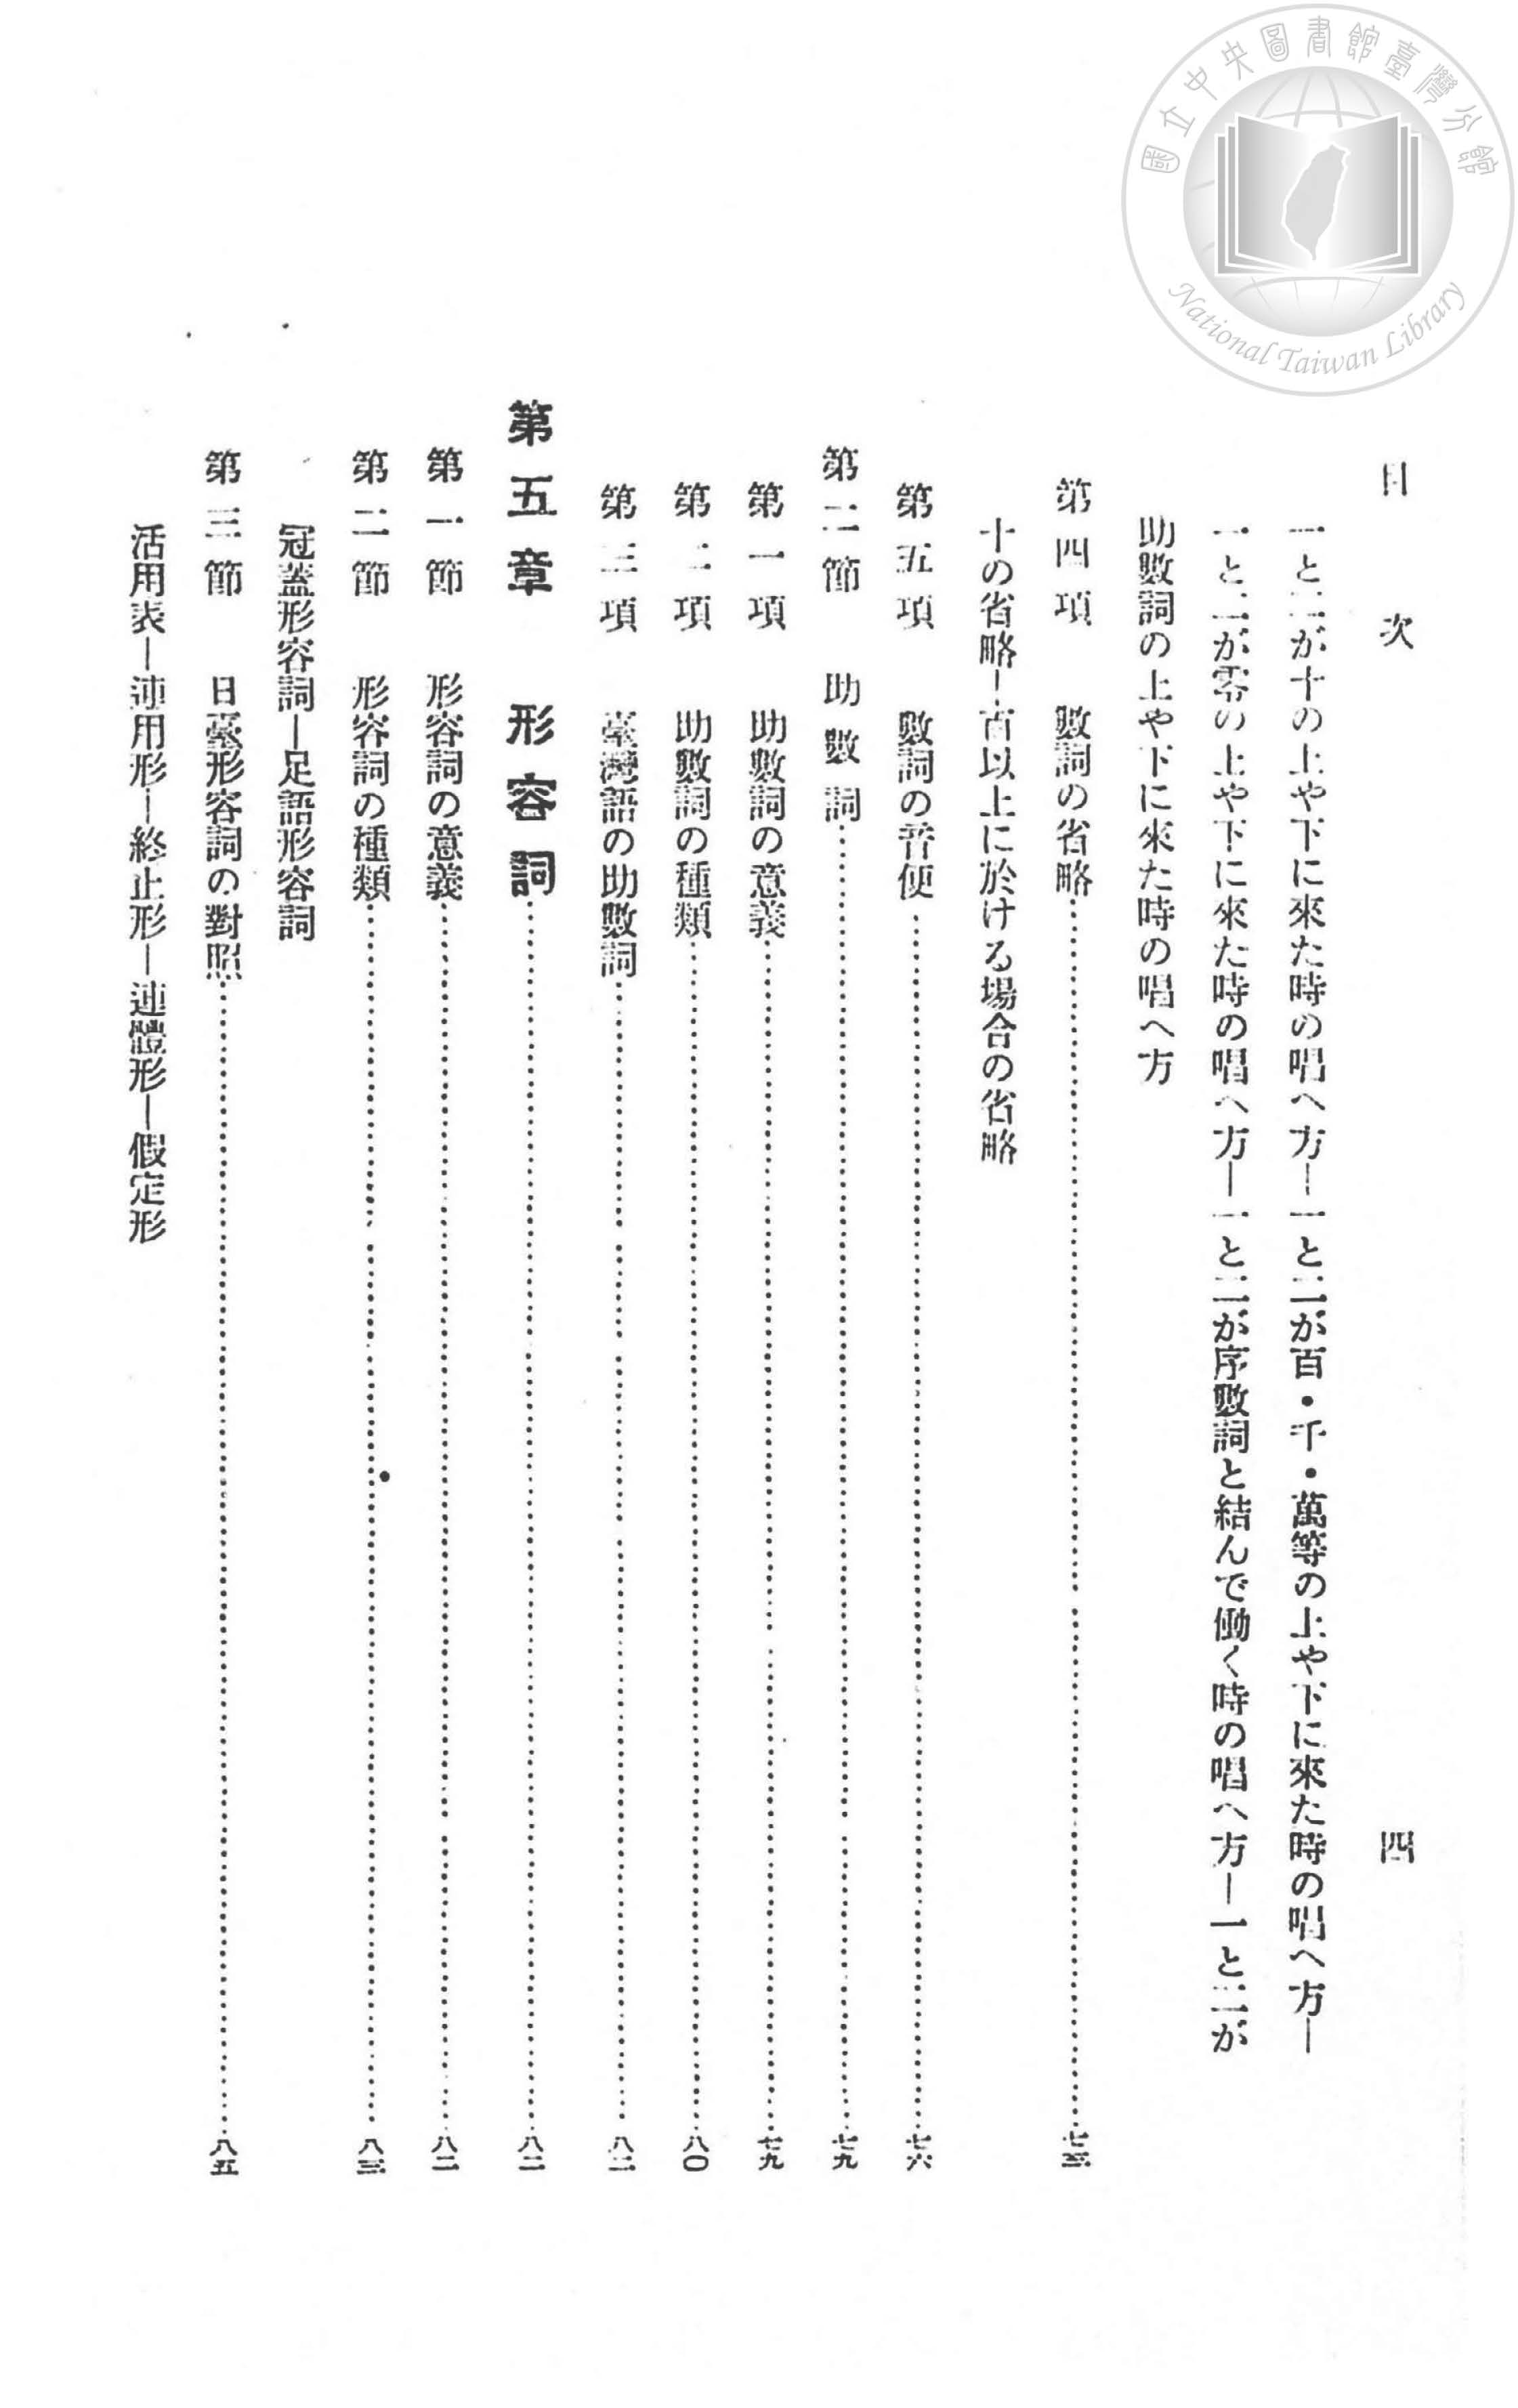 國立中央圖書館臺灣分館
National Taiwan Library
目次 四
一と二が十の上や下に來た時の唱へ方―一と二が百・千・萬等の上や下に來た時の唱へ方―
一と二が零の上や下に來た時の唱へ方―一と二が序數詞と結んで働く時の唱へ方―一と二が
助數詞の上や下に來た時の唱へ方
第四項 數詞の省略……七三
十の省略―百以上に於ける場合の省略
第五項 數詞の音便……七六
第二節 助數詞……七九
第一項 助數詞の意義……七九
第二項 助數詞の種類……八〇
第三項 臺灣語の助數詞……八二
第五章 形容詞……八二
第一節 形容詞の意義……八二
第二節 形容詞の種類……八三
冠蓋形容詞―足語形容詞
第三節 日臺形容詞の對照……八五
活用表―連用形―終止形―連體形―假定形